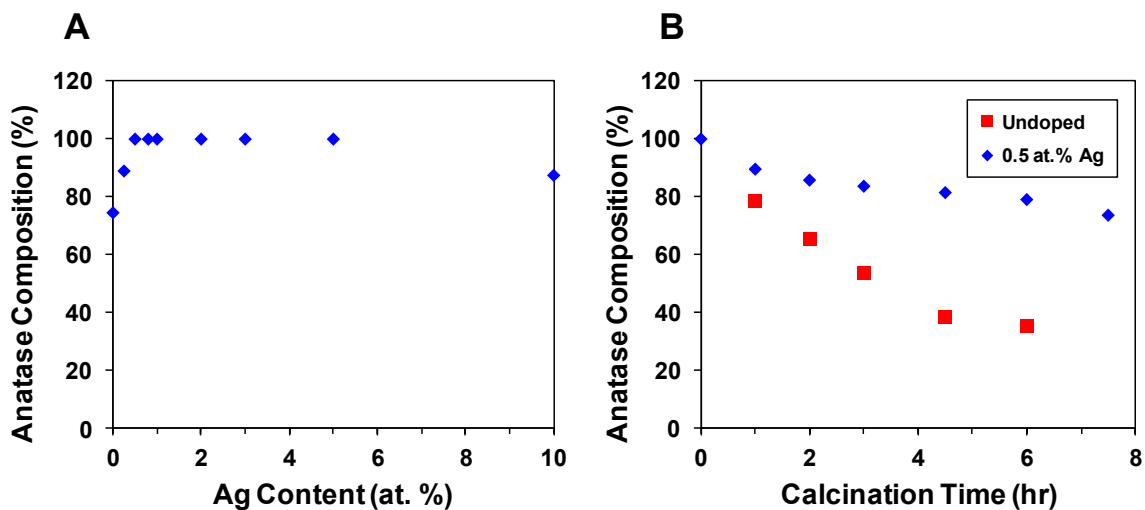 A
Anatase Composition (%)
120
100
80
60
40
20
0
0 2 4 6 8 10
Ag Content (at. %)
B
Anatase Composition (%)
120
100
80
60
40
20
0
0 2 4 6 8
Calcination Time (hr)
Undoped
0.5 at.% Ag